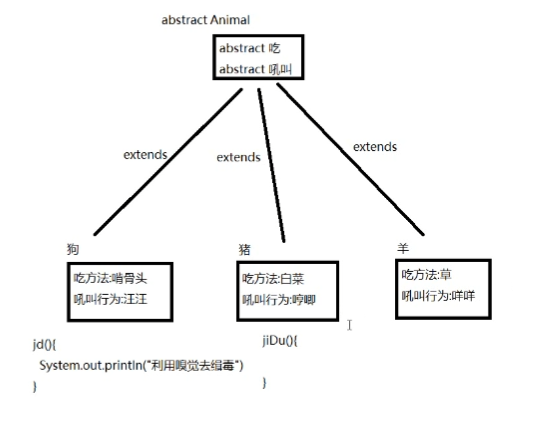 abstract Animal
abstract 吃
abstract 吼叫
extends
extends
extends
狗
猪
羊
吃方法:啃骨头
吼叫行为:汪汪
吃方法:白菜
吼叫行为:哼唧
吃方法:草
吼叫行为:咩咩
jd(){
System.out.println("利用嗅觉去缉毒")
}
jiDu(){
}